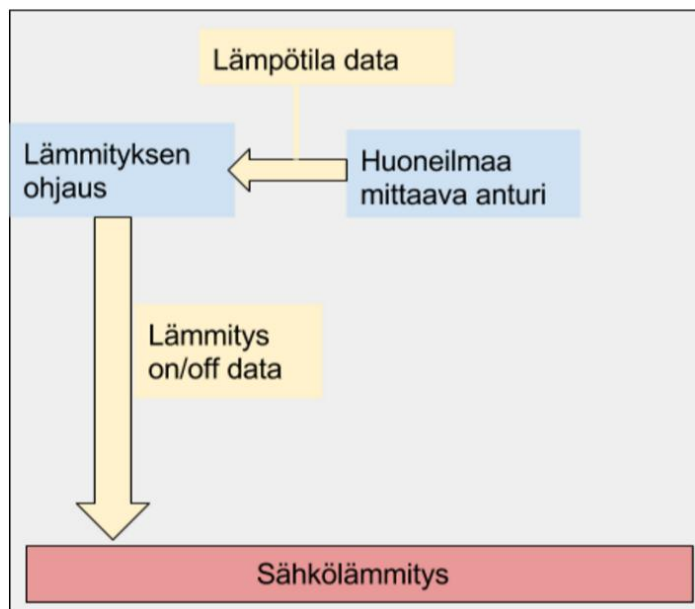 Lämpötila data
Lämmityksen
ohjaus
Huoneilmaa
mittaava anturi
Lämmitys
on/off data
Sähkölämmitys